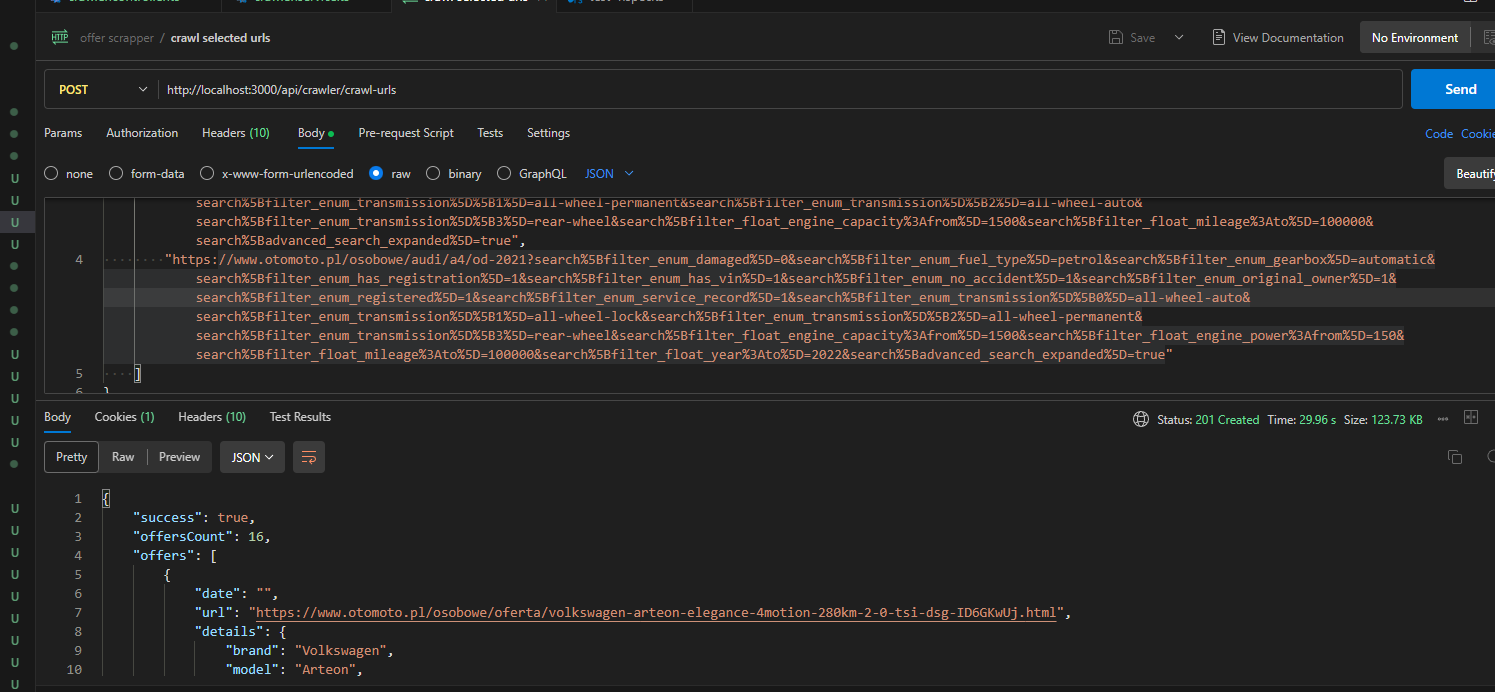 offer scrapper / crawl selected urls
Save
View Documentation
No Environment
POST
http://localhost:3000/api/crawler/crawl-urls
Send
Params Authorization Headers (10) Body Pre-request Script Tests Settings
Code
none form-data x-www-form-urlencoded raw binary GraphQL JSON
Beautify
search%5Bfilter_enum_transmission%5D%5B1%5D=all-wheel-permanent&search%5Bfilter_enum_transmission%5D%5B2%5D=all-wheel-auto&
search%5Bfilter_enum_transmission%5D%5B3%5D=rear-wheel&search%5Bfilter_float_engine_capacity%3Afrom%5D=1500&search%5Bfilter_float_mileage%3Ato%5D=100000&
search%5Badvanced_search_expanded%5D=true",
4 "https://www.otomoto.pl/osobowe/audi/a4/od-2021?search%5Bfilter_enum_damaged%5D=0&search%5Bfilter_enum_fuel_type%5D=petrol&search%5Bfilter_enum_gearbox%5D=automatic&
search%5Bfilter_enum_has_registration%5D=1&search%5Bfilter_enum_has_vin%5D=1&search%5Bfilter_enum_no_accident%5D=1&search%5Bfilter_enum_original_owner%5D=1&
search%5Bfilter_enum_registered%5D=1&search%5Bfilter_enum_service_record%5D=1&search%5Bfilter_enum_transmission%5D%5B0%5D=all-wheel-auto&
search%5Bfilter_enum_transmission%5D%5B1%5D=all-wheel-lock&search%5Bfilter_enum_transmission%5D%5B2%5D=all-wheel-permanent&
search%5Bfilter_enum_transmission%5D%5B3%5D=rear-wheel&search%5Bfilter_float_engine_capacity%3Afrom%5D=1500&search%5Bfilter_float_engine_power%3Afrom%5D=150&
search%5Bfilter_float_mileage%3Ato%5D=100000&search%5Bfilter_float_year%3Ato%5D=2022&search%5Badvanced_search_expanded%5D=true"
5 ]
6 }
Body Cookies (1) Headers (10) Test Results
Status: 201 Created Time: 29.96 s Size: 123.73 KB
Pretty Raw Preview JSON
1 {
2 "success": true,
3 "offersCount": 16,
4 "offers": [
5 {
6 "date": "",
7 "url": "https://www.otomoto.pl/osobowe/oferta/volkswagen-arteon-elegance-4motion-280km-2-0-tsi-dsg-ID6GKwUj.html",
8 "details": {
9 "brand": "Volkswagen",
10 "model": "Arteon",